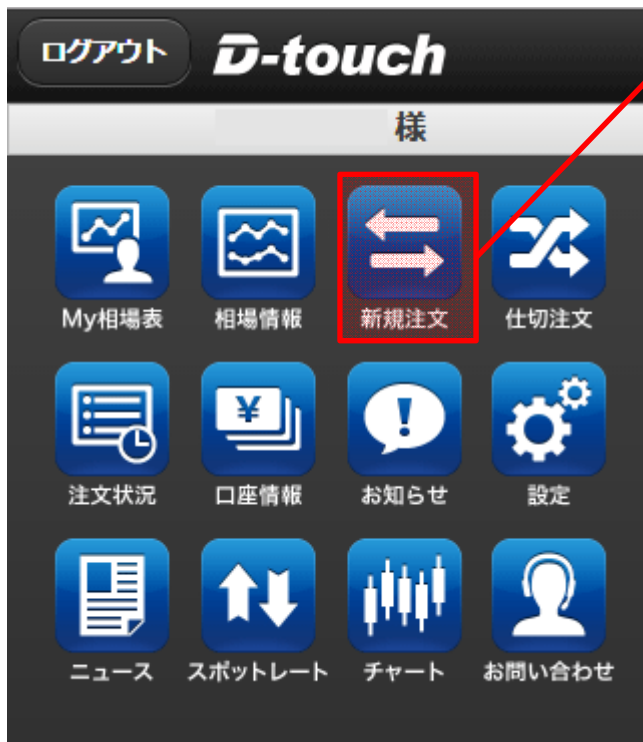 ログアウト D-touch
様
My相場表 相場情報 新規注文 仕切注文
注文状況 口座情報 お知らせ 設定
ニュース スポットレート チャート お問い合わせ